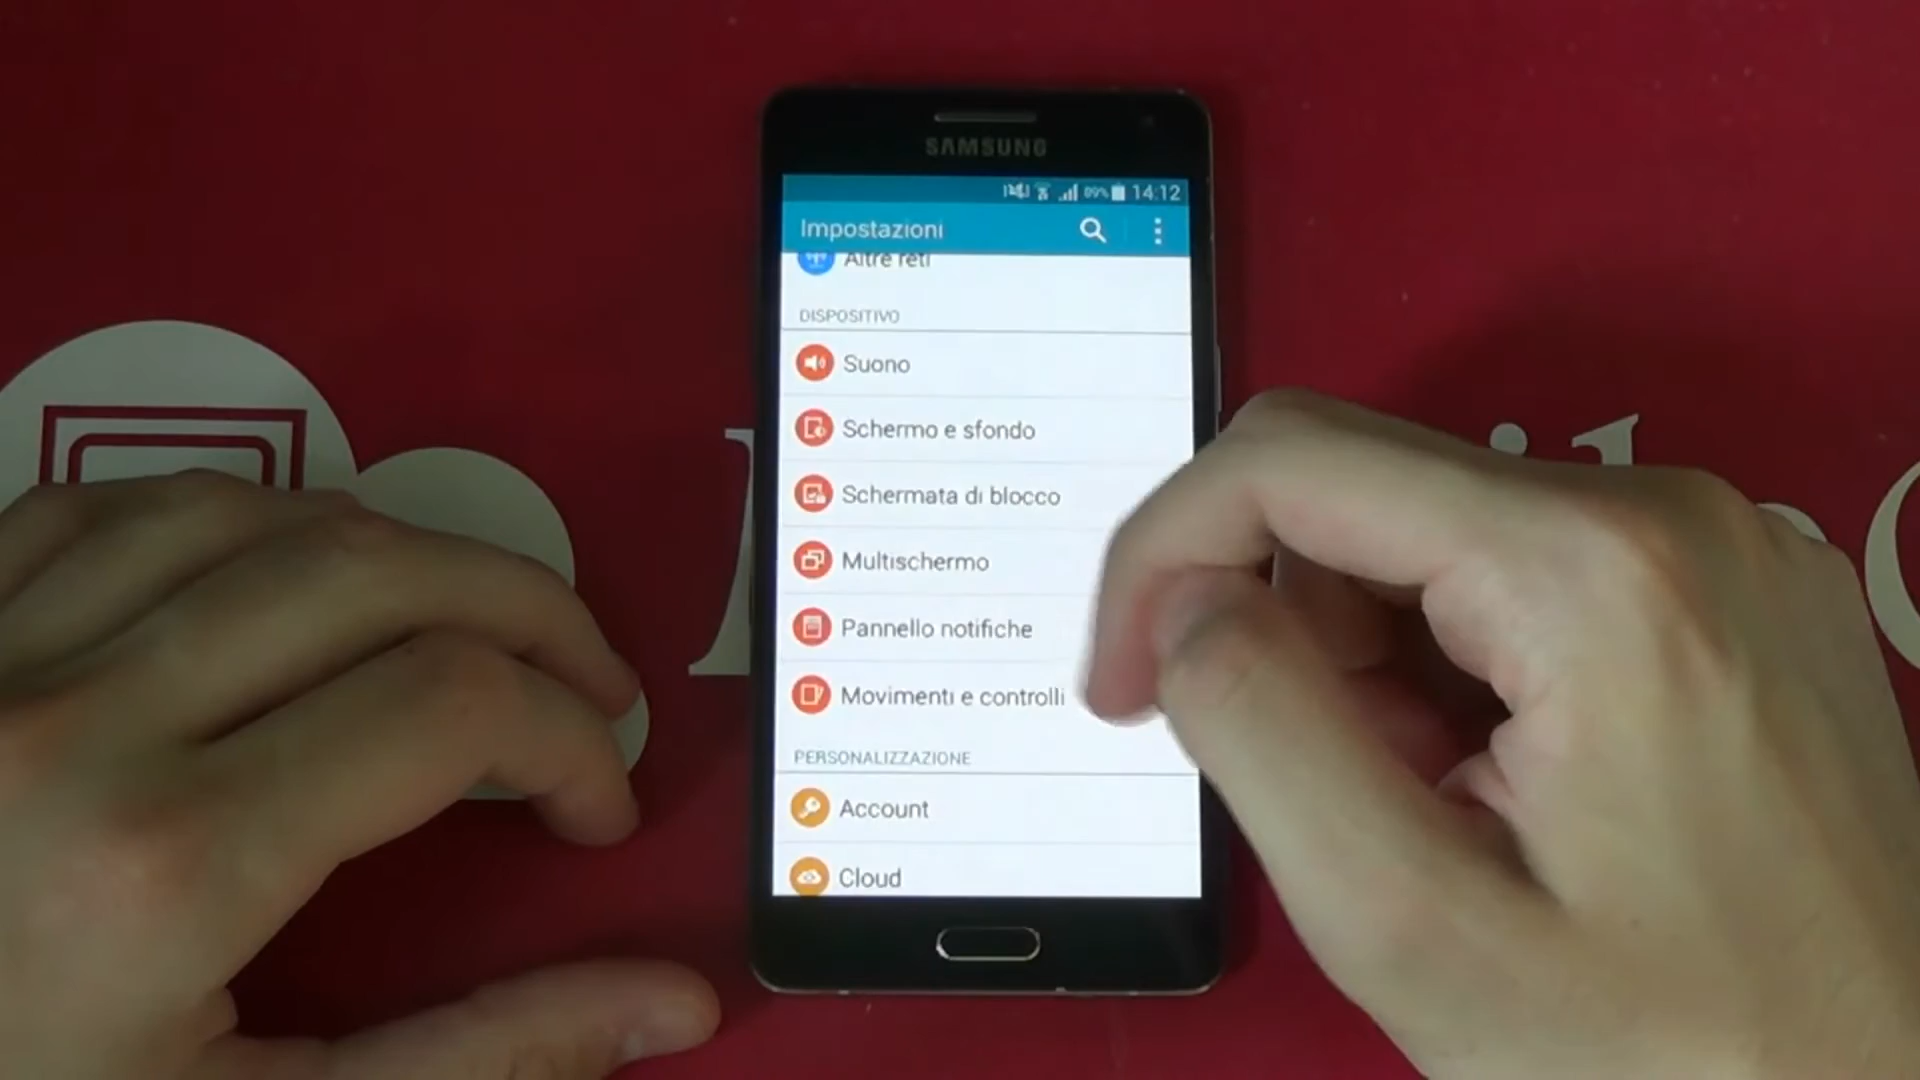 SAMSUNG
89% 14:12
Impostazioni
Altre reti
DISPOSITIVO
Suono
Schermo e sfondo
Schermata di blocco
Multischermo
Pannello notifiche
Movimenti e controlli
PERSONALIZZAZIONE
Account
Cloud